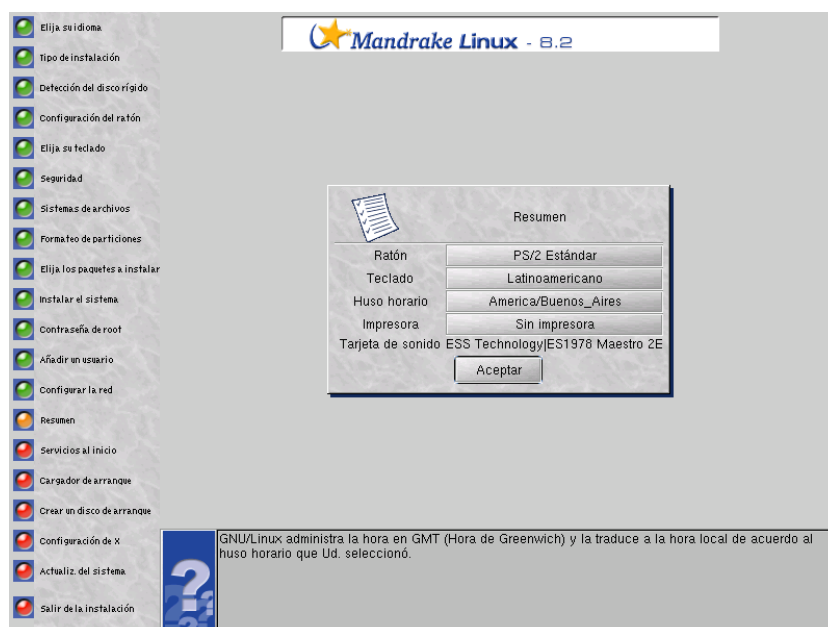 Mandrake Linux - 8.2
Elija su idioma
Tipo de instalación
Detección del disco rígido
Configuración del ratón
Elija su teclado
Seguridad
Sistemas de archivos
Formateo de particiones
Elija los paquetes a instalar
Instalar el sistema
Contraseña de root
Añadir un usuario
Configurar la red
Resumen
Servicios al inicio
Cargador de arranque
Crear un disco de arranque
Configuración de X
Actualiz. del sistema
Salir de la instalación
Resumen
Ratón PS/2 Estándar
Teclado Latinoamericano
Huso horario America/Buenos_Aires
Impresora Sin impresora
Tarjeta de sonido ESS Technology|ES1978 Maestro 2E
Aceptar
GNU/Linux administra la hora en GMT (Hora de Greenwich) y la traduce a la hora local de acuerdo al
huso horario que Ud. seleccionó.